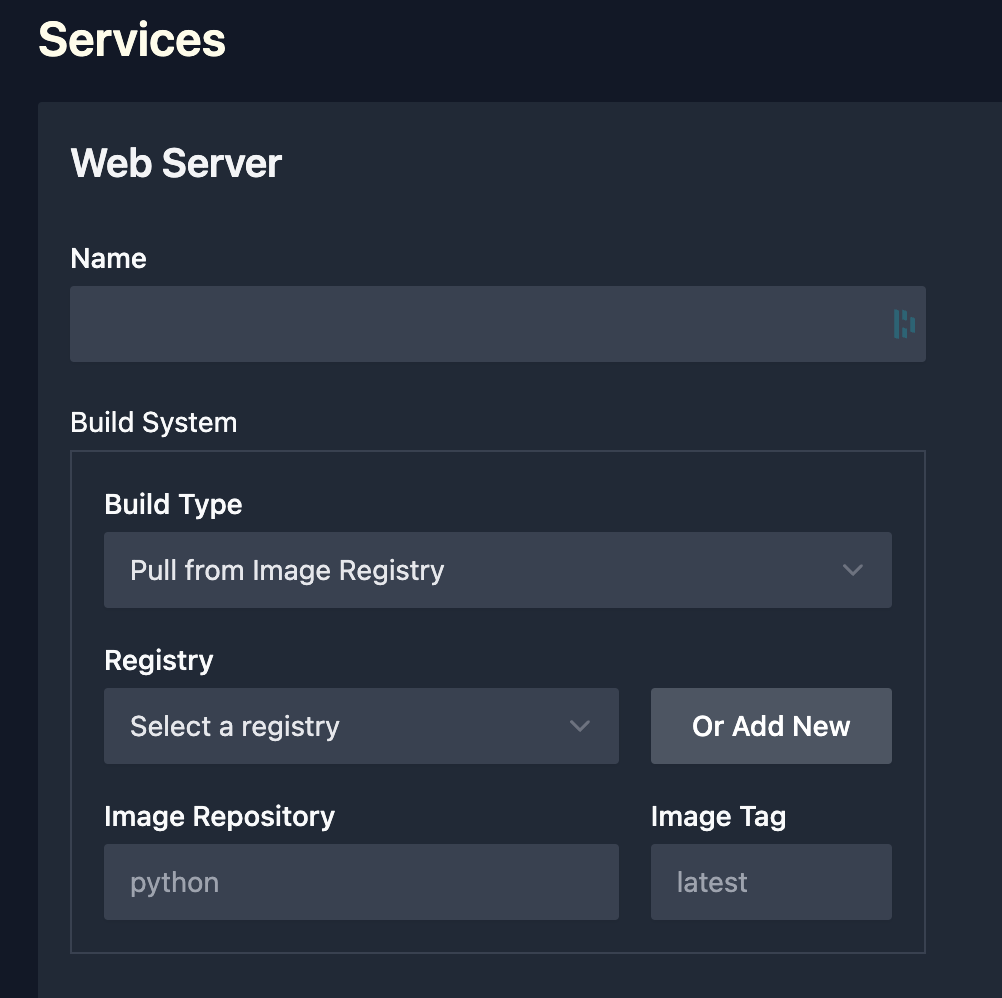 Services
Web Server
Name
Build System
Build Type
Pull from Image Registry
Registry
Select a registry
Or Add New
Image Repository
Image Tag
python
latest